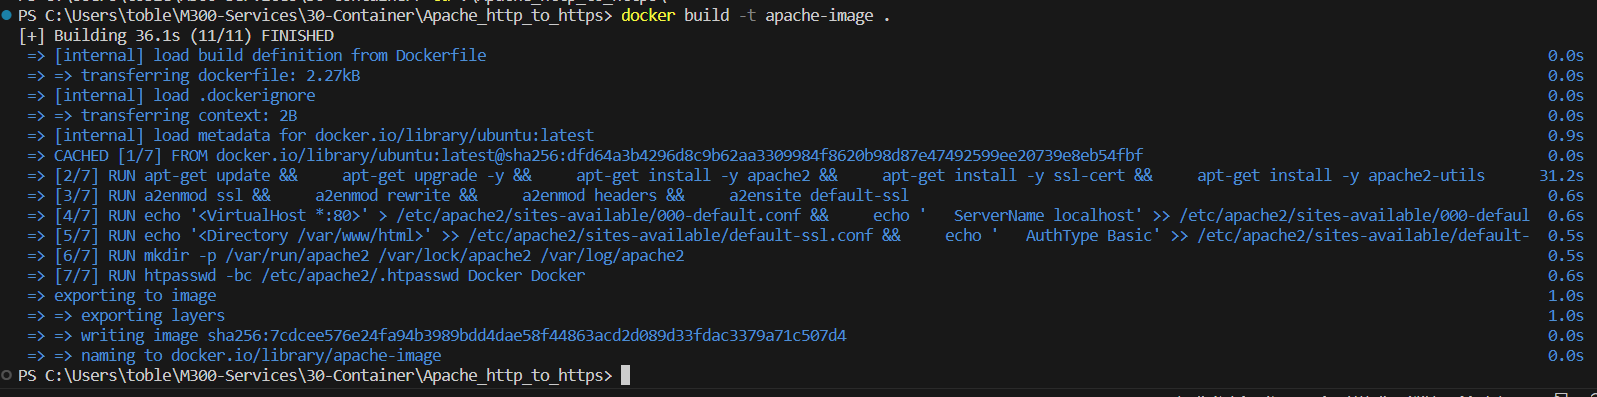 PS C:\Users\toble\M300-Services\30-Container\Apache_http_to_https> docker build -t apache-image .
[+] Building 36.1s (11/11) FINISHED
=> [internal] load build definition from Dockerfile 0.0s
=> => transferring dockerfile: 2.27kB 0.0s
=> [internal] load .dockerignore 0.0s
=> => transferring context: 2B 0.0s
=> [internal] load metadata for docker.io/library/ubuntu:latest 0.9s
=> CACHED [1/7] FROM docker.io/library/ubuntu:latest@sha256:dfd64a3b4296d8c9b62aa3309984f8620b98d87e47492599ee20739e8eb54fbf 0.0s
=> [2/7] RUN apt-get update && apt-get upgrade -y && apt-get install -y apache2 && apt-get install -y ssl-cert && apt-get install -y apache2-utils 31.2s
=> [3/7] RUN a2enmod ssl && a2enmod rewrite && a2enmod headers && a2ensite default-ssl 0.6s
=> [4/7] RUN echo '<VirtualHost *:80>' > /etc/apache2/sites-available/000-default.conf && echo ' ServerName localhost' >> /etc/apache2/sites-available/000-defaul 0.6s
=> [5/7] RUN echo '<Directory /var/www/html>' >> /etc/apache2/sites-available/default-ssl.conf && echo ' AuthType Basic' >> /etc/apache2/sites-available/default- 0.5s
=> [6/7] RUN mkdir -p /var/run/apache2 /var/lock/apache2 /var/log/apache2 0.5s
=> [7/7] RUN htpasswd -bc /etc/apache2/.htpasswd Docker Docker 0.6s
=> exporting to image 1.0s
=> => exporting layers 1.0s
=> => writing image sha256:7cdcee576e24fa94b3989bdd4dae58f44863acd2d089d33fdac3379a71c507d4 0.0s
=> => naming to docker.io/library/apache-image 0.0s
PS C:\Users\toble\M300-Services\30-Container\Apache_http_to_https>